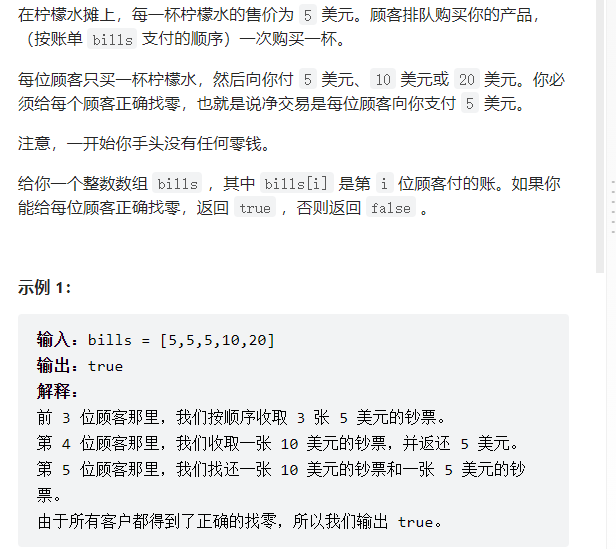 在柠檬水摊上，每一杯柠檬水的售价为 5 美元。顾客排队购买你的产品，
（按账单 bills 支付的顺序）一次购买一杯。
每位顾客只买一杯柠檬水，然后向你付 5 美元、10 美元或 20 美元。你必
须给每个顾客正确找零，也就是说净交易是每位顾客向你支付 5 美元。
注意，一开始你手头没有任何零钱。
给你一个整数数组 bills ，其中 bills[i] 是第 i 位顾客付的账。如果你
能给每位顾客正确找零，返回 true ，否则返回 false 。
示例 1：
输入：bills = [5,5,5,10,20]
输出：true
解释：
前 3 位顾客那里，我们按顺序收取 3 张 5 美元的钞票。
第 4 位顾客那里，我们收取一张 10 美元的钞票，并返还 5 美元。
第 5 位顾客那里，我们找还一张 10 美元的钞票和一张 5 美元的钞
票。
由于所有客户都得到了正确的找零，所以我们输出 true。